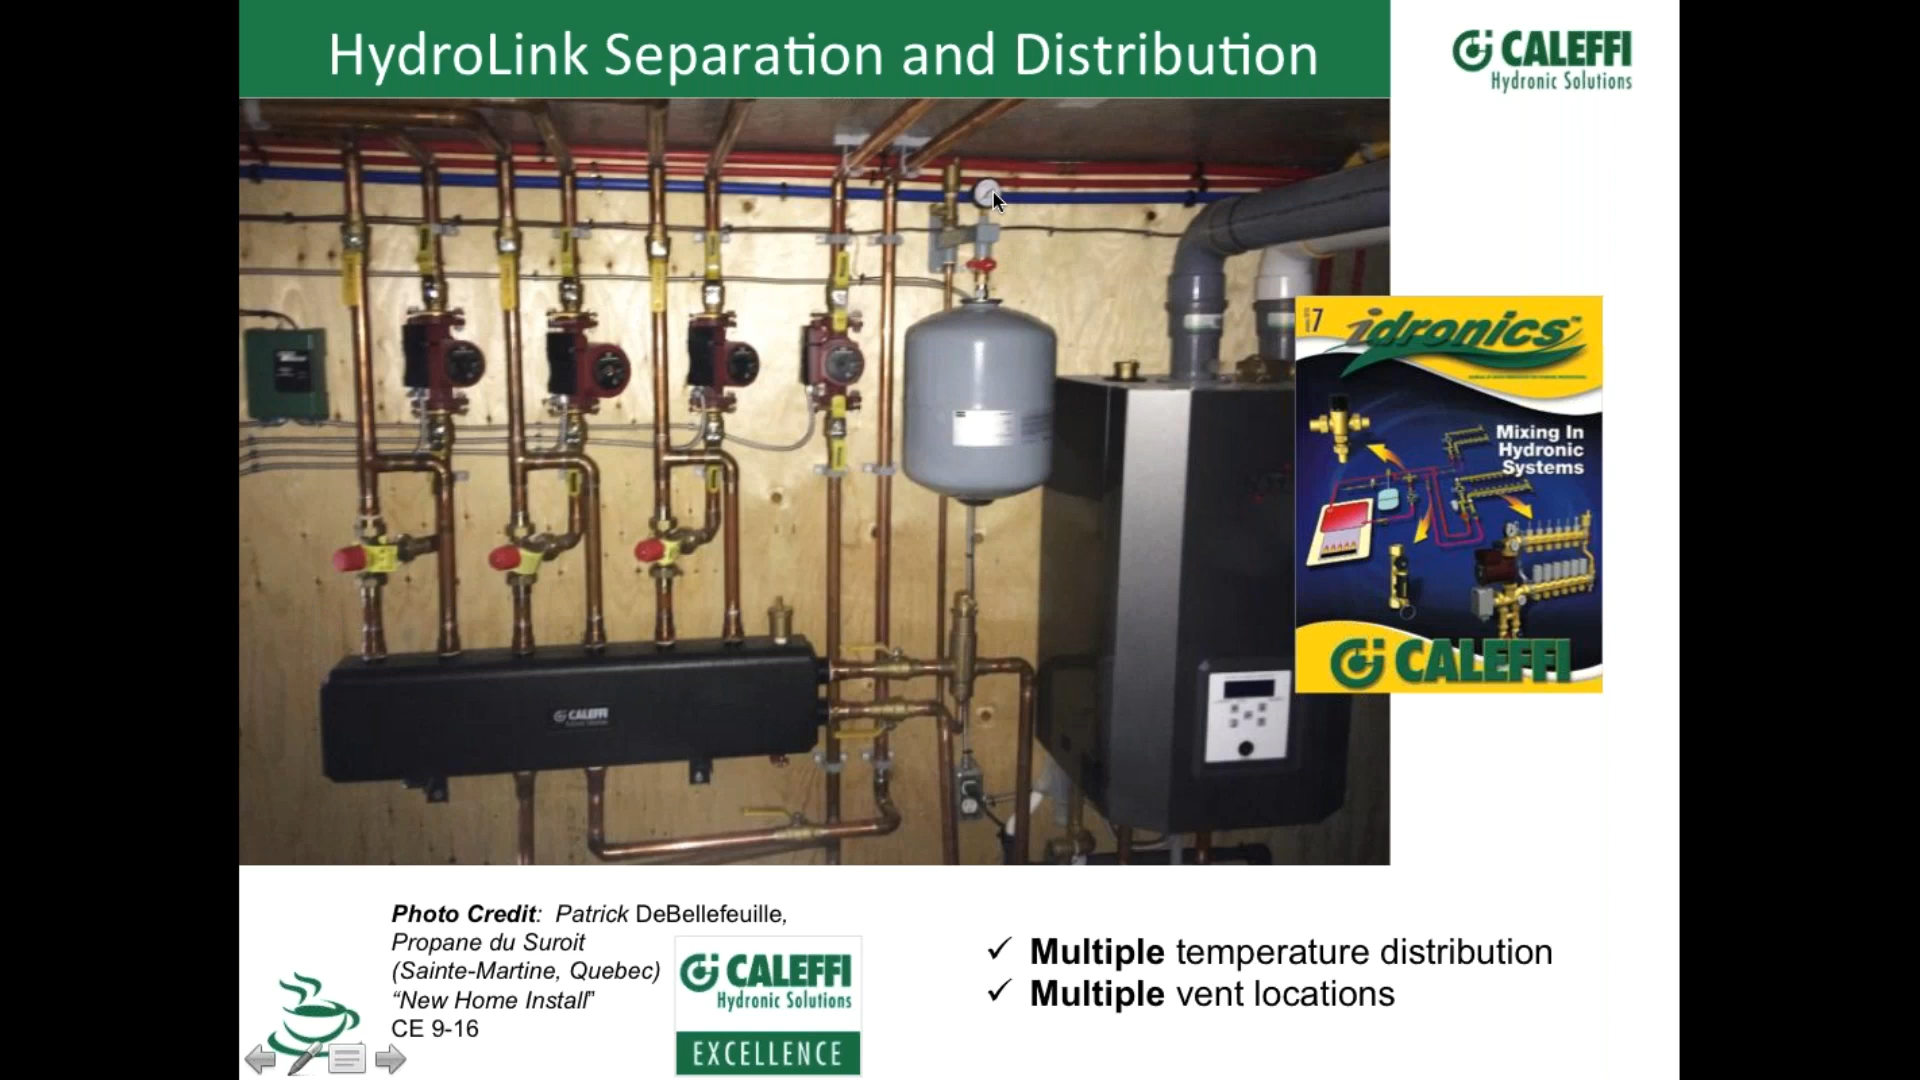 HydroLink Separation and Distribution
CALEFFI
Hydronic Solutions
7
idronics™
Mixing In
Hydronic
Systems
CALEFFI
CALEFFI
Photo Credit: Patrick DeBellefeuille,
Propane du Suroit
(Sainte-Martine, Quebec)
“New Home Install"
CE 9-16
CALEFFI
Hydronic Solutions
EXCELLENCE
✓ Multiple temperature distribution
✓ Multiple vent locations